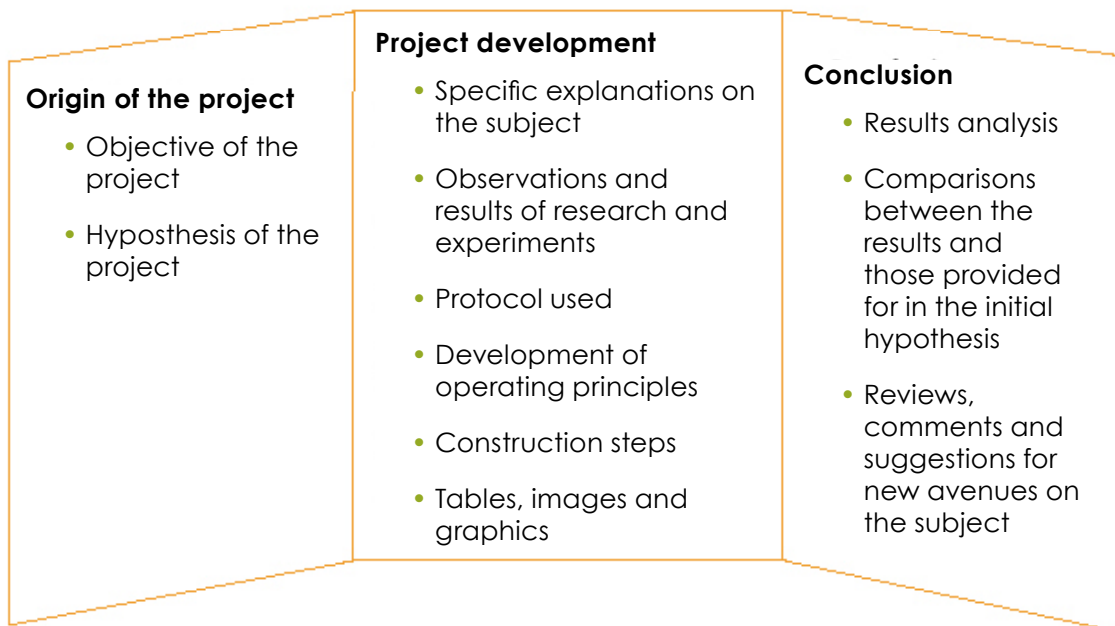 Origin of the project
• Objective of the
project
• Hyposthesis of the
project
Project development
• Specific explanations on
the subject
• Observations and
results of research and
experiments
• Protocol used
• Development of
operating principles
• Construction steps
• Tables, images and
graphics
Conclusion
• Results analysis
• Comparisons
between the
results and
those provided
for in the initial
hypothesis
• Reviews,
comments and
suggestions for
new avenues on
the subject